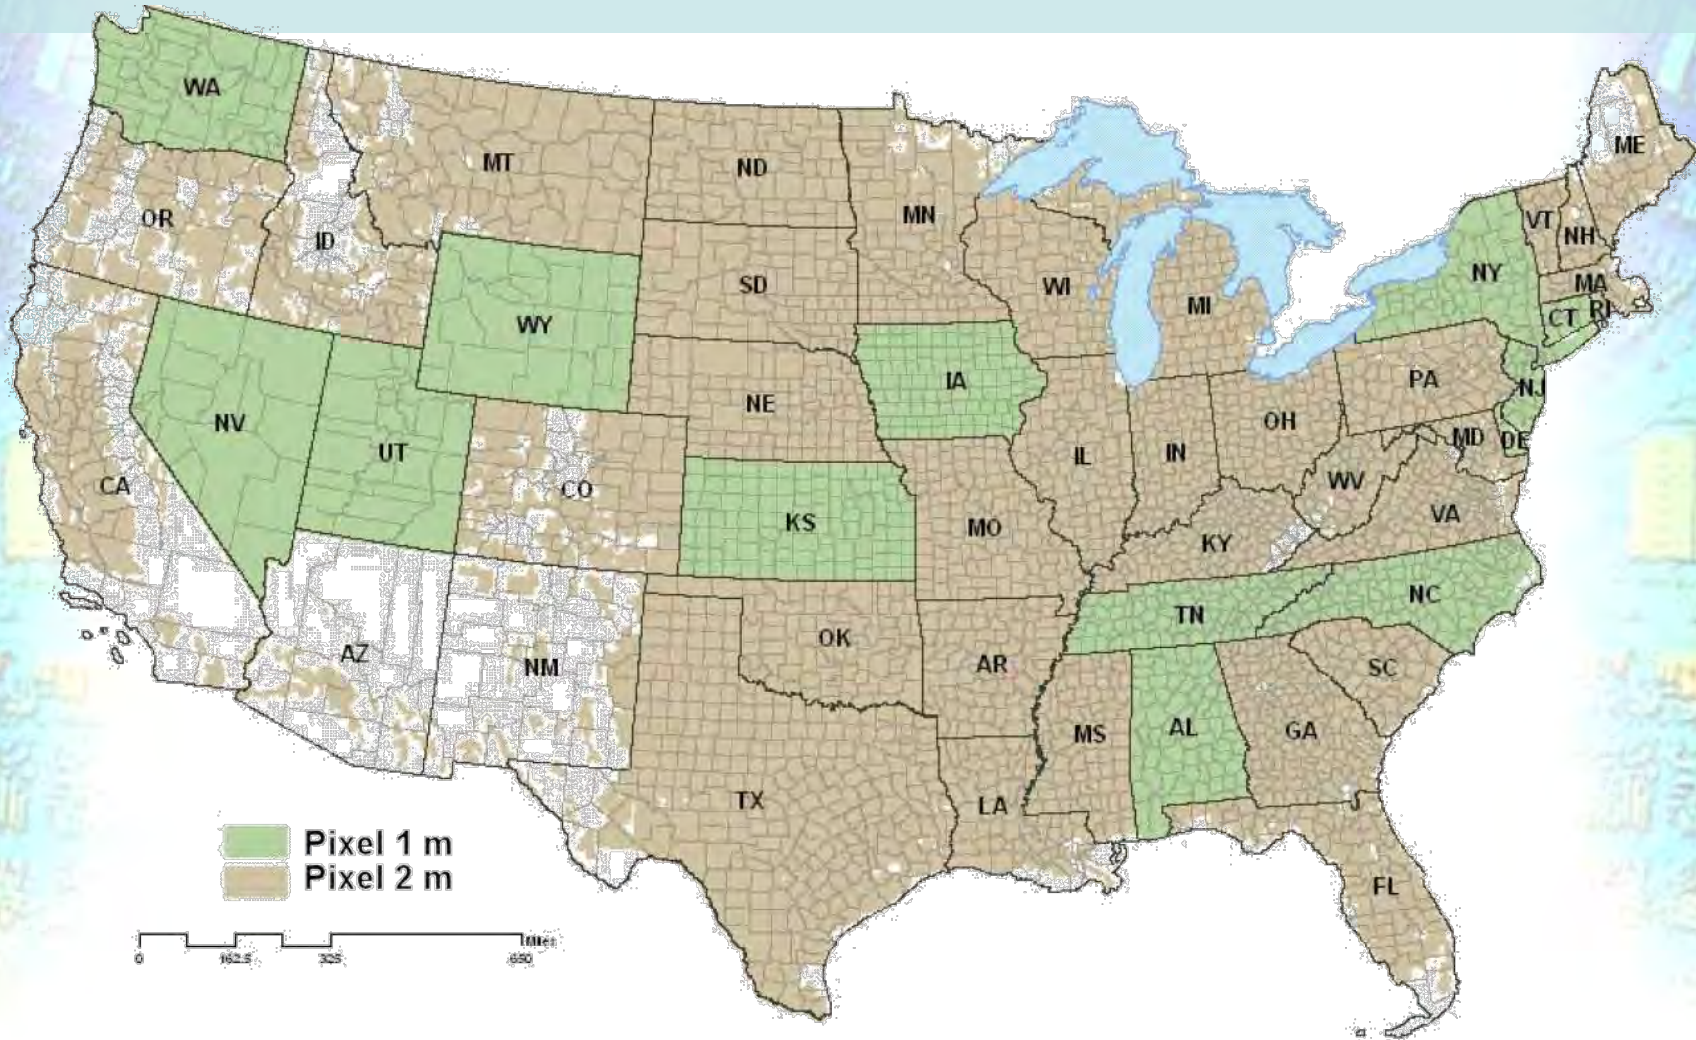 WA
MT
ND
MN
ME
OR
ID
SD
WI
MI
VT
NH
NY
MA
CT
RI
WY
IA
NE
PA
NJ
NV
UT
CO
IL
IN
OH
MD
DE
WV
CA
KS
MO
KY
VA
AZ
NM
OK
AR
TN
NC
SC
TX
LA
MS
AL
GA
FL
Pixel 1 m
Pixel 2 m
Miles
0 162.5 325 650